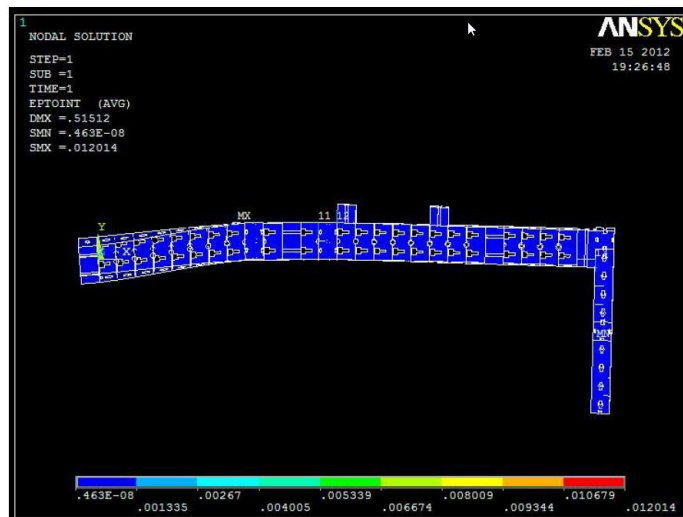 1
NODAL SOLUTION
ANSYS
FEB 15 2012
19:26:48
STEP=1
SUB =1
TIME=1
EPTOINT (AVG)
DMX =.51512
SMN =.463E-08
SMX =.012014
MX
11 12
Y
X
MN
.463E-08 .00267 .005339 .008009 .010679
.001335 .004005 .006674 .009344 .012014